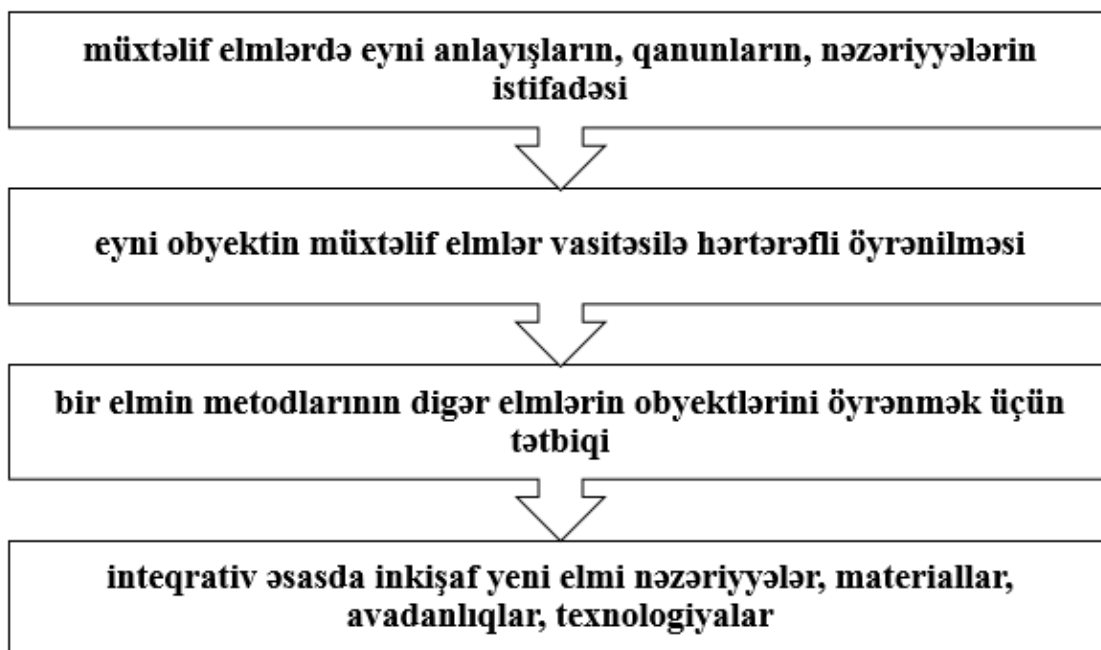 müxtəlif elmlərdə eyni anlayışların, qanunların, nəzəriyyələrin
istifadəsi
eyni obyektin müxtəlif elmlər vasitəsilə hərtərəfli öyrənilməsi
bir elmin metodlarının digər elmlərin obyektlərini öyrənmək üçün
tətbiqi
inteqrativ əsasda inkişaf yeni elmi nəzəriyyələr, materiallar,
avadanlıqlar, texnologiyalar